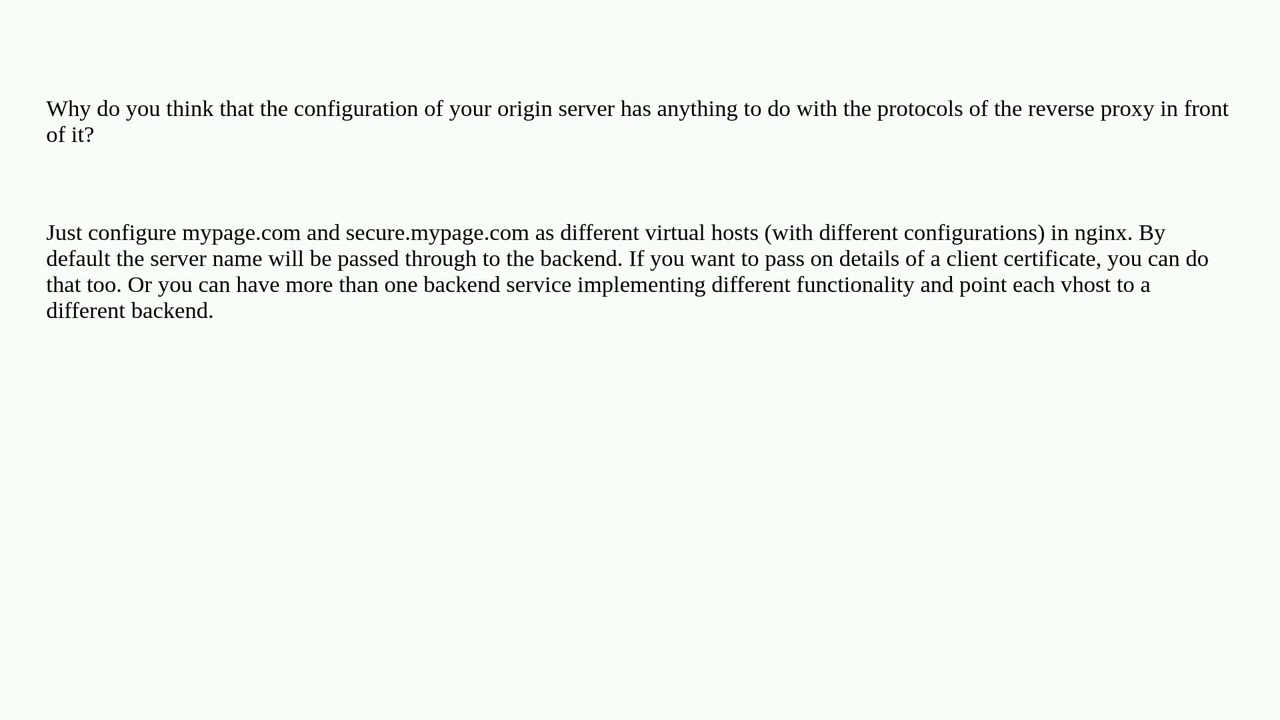 Why do you think that the configuration of your origin server has anything to do with the protocols of the reverse proxy in front
of it?
Just configure mypage.com and secure.mypage.com as different virtual hosts (with different configurations) in nginx. By
default the server name will be passed through to the backend. If you want to pass on details of a client certificate, you can do
that too. Or you can have more than one backend service implementing different functionality and point each vhost to a
different backend.